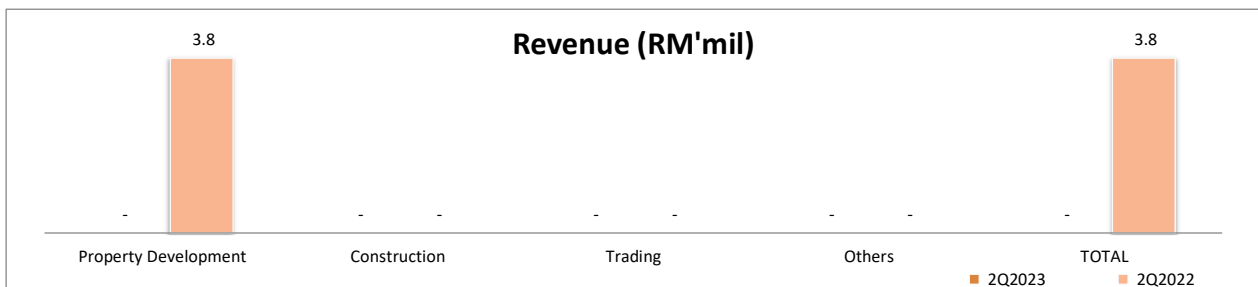 Revenue (RM'mil)
3.8 3.8
- - - - - - - -
Property Development Construction Trading Others TOTAL
2Q2023 2Q2022